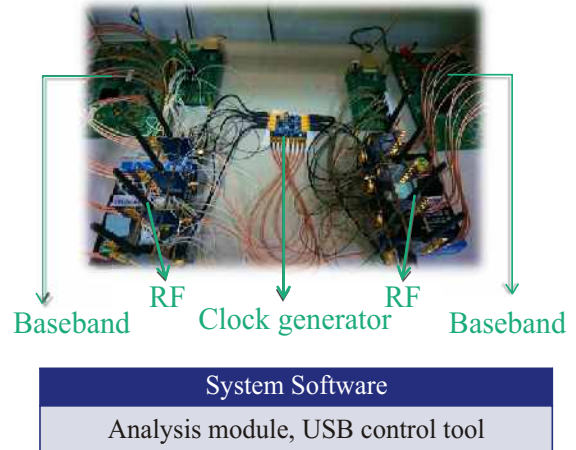 Baseband
RF
Clock generator
RF
Baseband
System Software
Analysis module, USB control tool